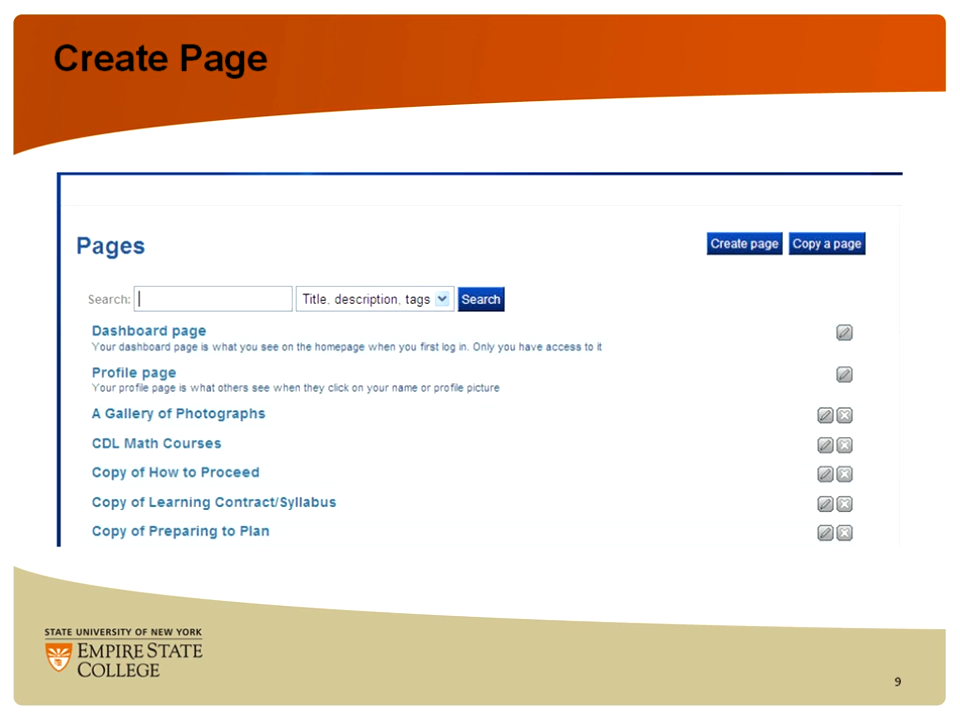 Create Page
Pages
Create page
Copy a page
Search:
Title, description, tags
Search
Dashboard page
Your dashboard page is what you see on the homepage when you first log in. Only you have access to it
Profile page
Your profile page is what others see when they click on your name or profile picture
A Gallery of Photographs
CDL Math Courses
Copy of How to Proceed
Copy of Learning Contract/Syllabus
Copy of Preparing to Plan
STATE UNIVERSITY OF NEW YORK
EMPIRE STATE
COLLEGE
9